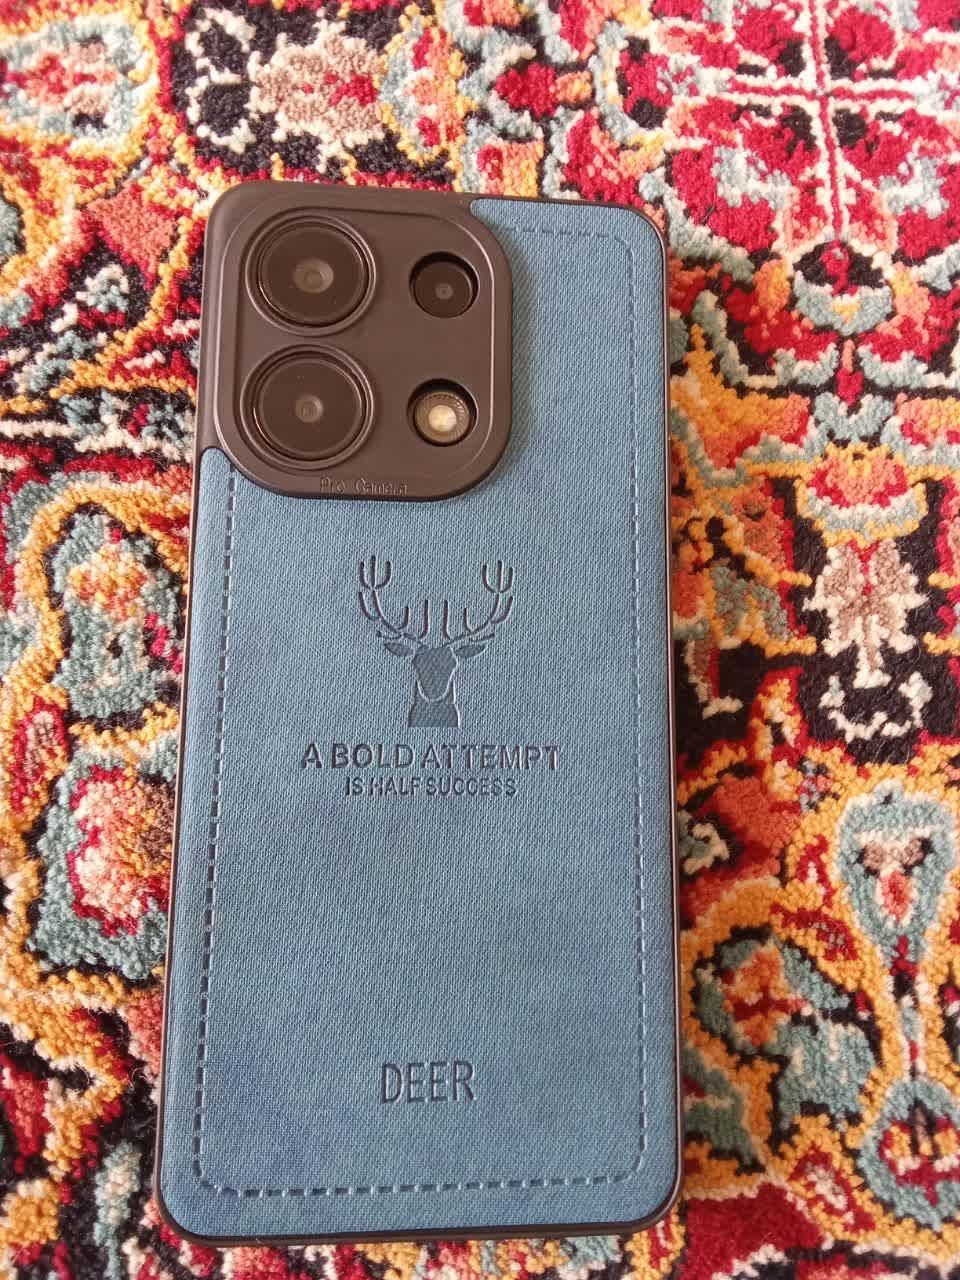 Pro Camera
A BOLD ATTEMPT
IS HALF SUCCESS
DEER